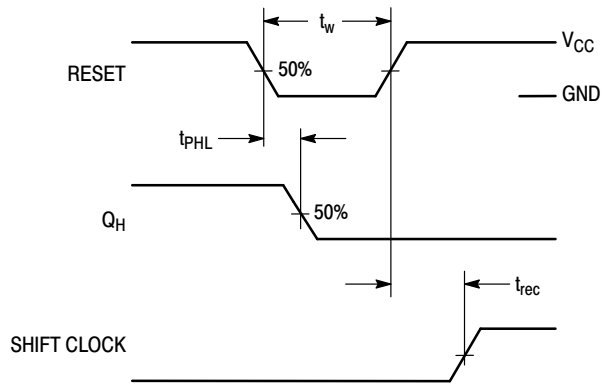 t_w
V_CC
RESET
50%
GND
t_PHL
50%
Q_H
t_rec
SHIFT CLOCK